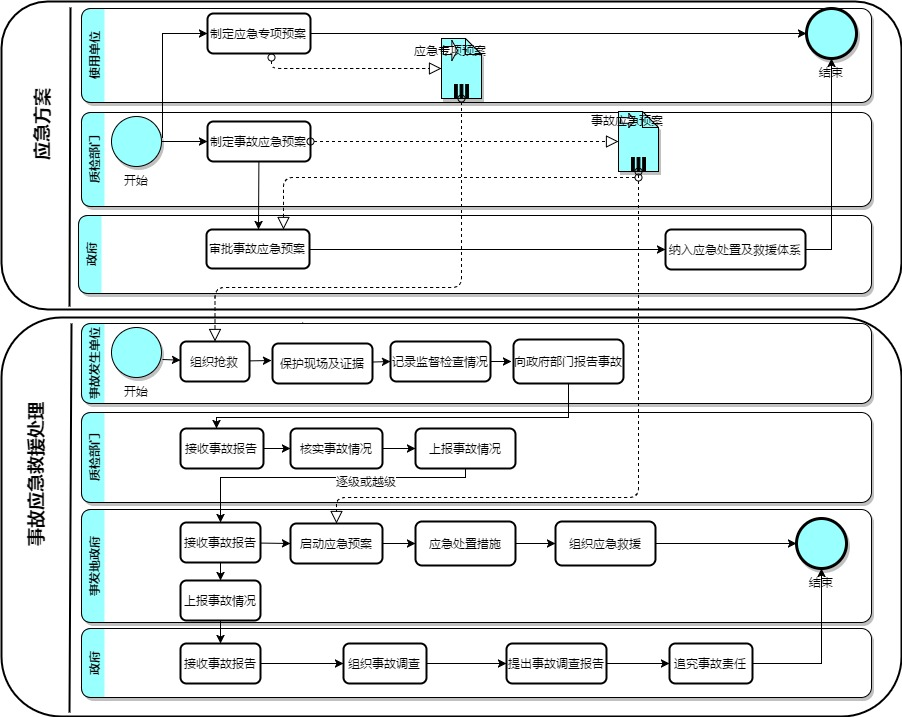 应急方案
使用单位
制定应急专项预案
应急专项预案
结束
质检部门
开始
制定事故应急预案
事故应急预案
政府
审批事故应急预案
纳入应急处置及救援体系
事故应急救援处理
事故发生单位
开始
组织抢救
保护现场及证据
记录监督检查情况
向政府部门报告事故
质检部门
接收事故报告
核实事故情况
上报事故情况
逐级或越级
事发地政府
接收事故报告
启动应急预案
应急处置措施
组织应急救援
结束
上报事故情况
政府
接收事故报告
组织事故调查
提出事故调查报告
追究事故责任